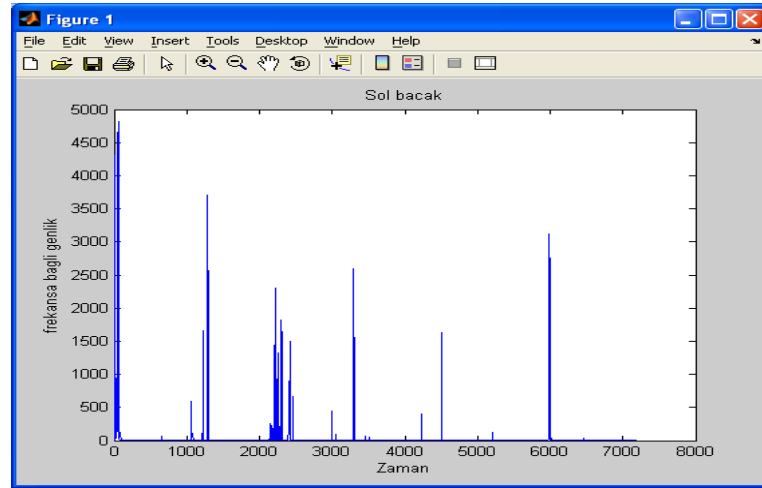 Figure 1
File Edit View Insert Tools Desktop Window Help
Sol bacak
5000
4500
4000
3500
3000
2500
2000
1500
1000
500
0
frekansa bagli genlik
0 1000 2000 3000 4000 5000 6000 7000 8000
Zaman